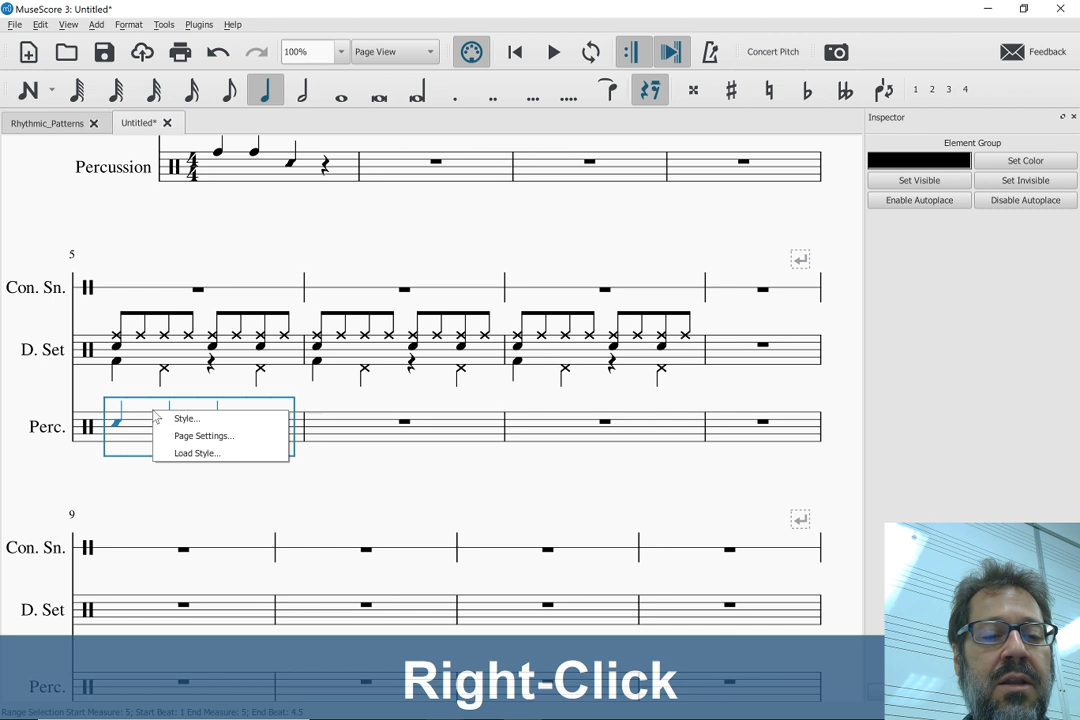 MuseScore 3: Untitled*
File Edit View Add Format Tools Plugins Help
100% Page View Concert Pitch Feedback
1 2 3 4
Rhythmic_Patterns Untitled*
Inspector
Element Group
Set Color
Set Visible Set Invisible
Enable Autoplace Disable Autoplace
Percussion 4 4
5
Con. Sn.
D. Set
Perc.
Style...
Page Settings...
Load Style...
9
Con. Sn.
D. Set
Perc.
Right-Click
Range Selection Start Measure: 5; Start Beat: 1 End Measure: 5; End Beat: 4.5